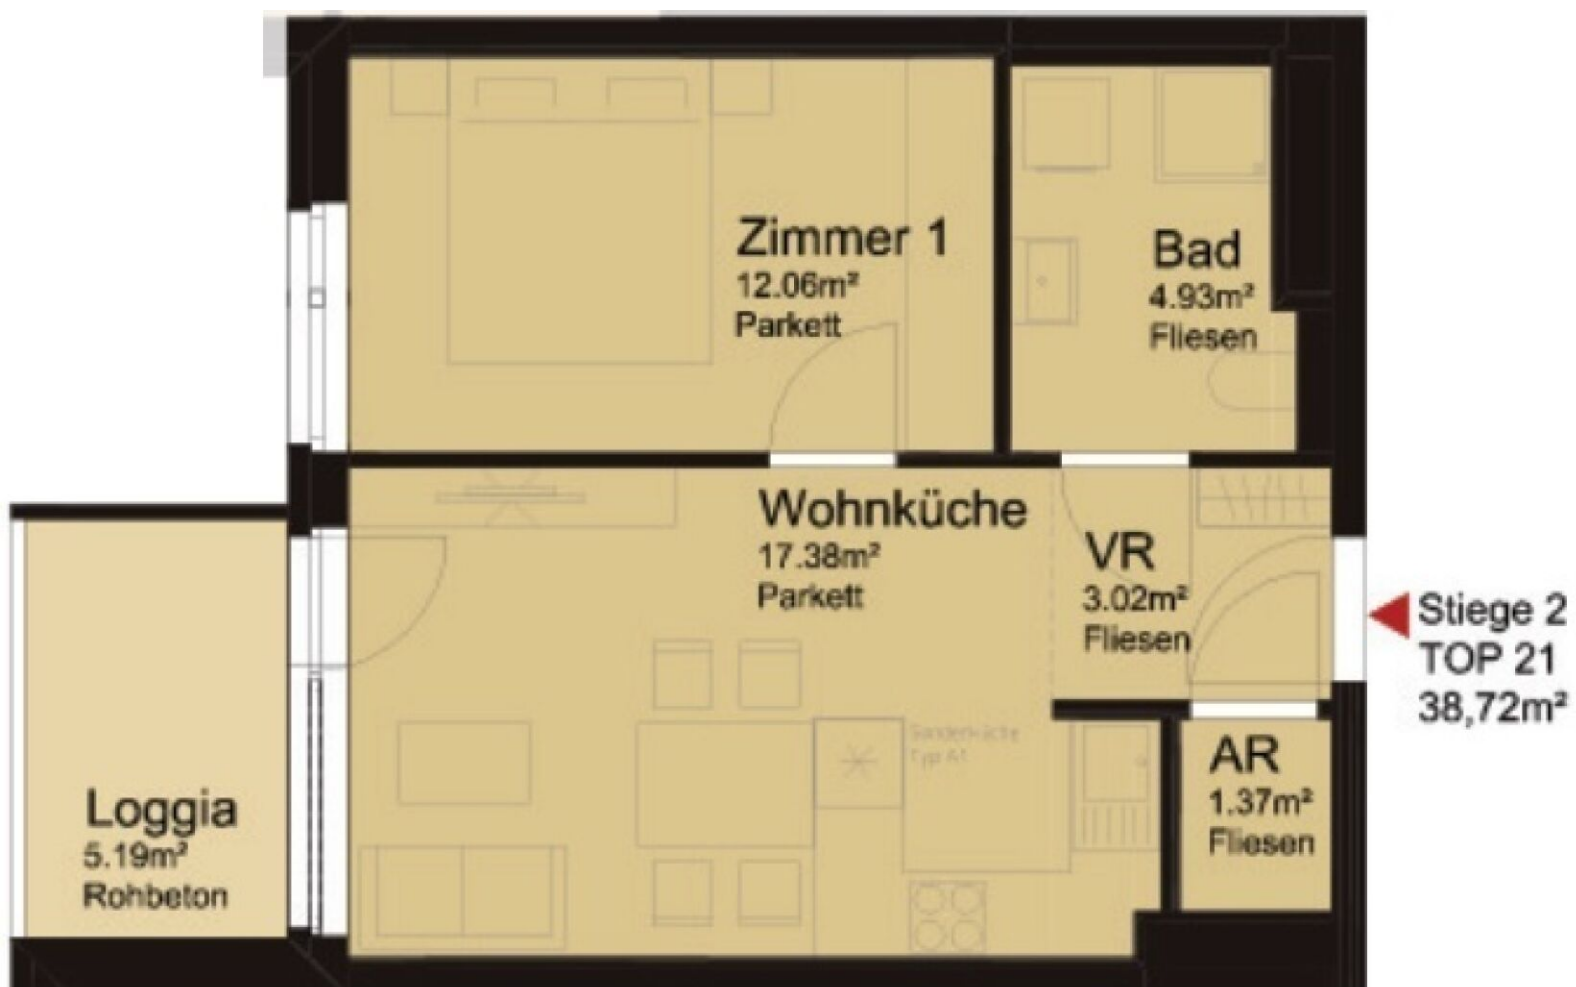 Zimmer 1
12.06m²
Parkett
Bad
4.93m²
Fliesen
Wohnküche
17.38m²
Parkett
VR
3.02m²
Fliesen
Stiege 2
TOP 21
38,72m²
Loggia
5.19m²
Rohbeton
AR
1.37m²
Fliesen